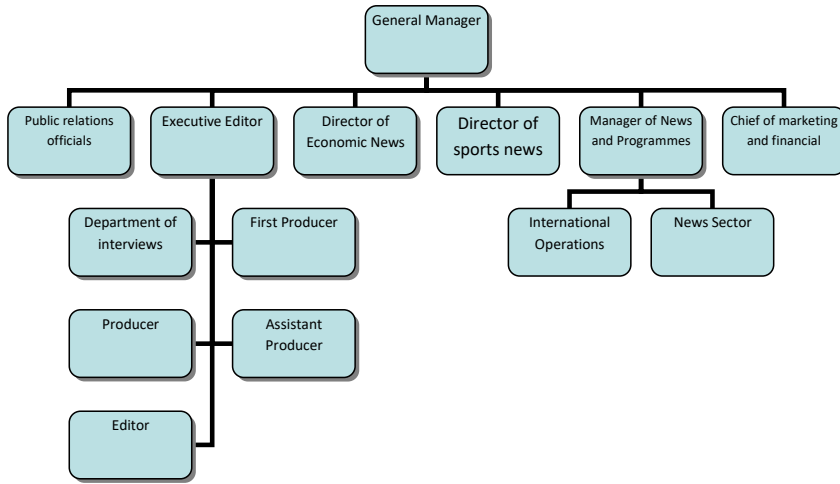 General Manager
Public relations
officials
Executive Editor
Director of
Economic News
Director of
sports news
Manager of News
and Programmes
Chief of marketing
and financial
Department of
interviews
First Producer
International
Operations
News Sector
Producer
Assistant
Producer
Editor